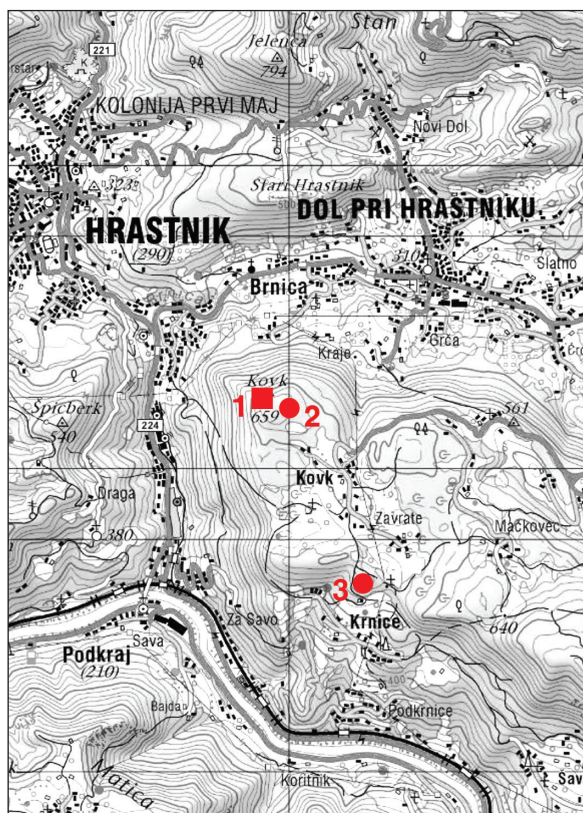 Stan
221
Jelenca
794
KOLONIJA PRVI MAJ
Novi Dol
323
Stari Hrastnik
HRASTNIK
(290)
DOL PRI HRASTNIKU
310
Slatno
Brnica
Grča
Kraje
Kovk
1
2
659
Špicberk
540
561
224
Kovk
Draga
Zavrate
Mačkovec
380
3
Krnice
640
Za Savo
Sava
Podkraj
(210)
400
Bajda
Podkrnice
Matica
Koritnik
Sav